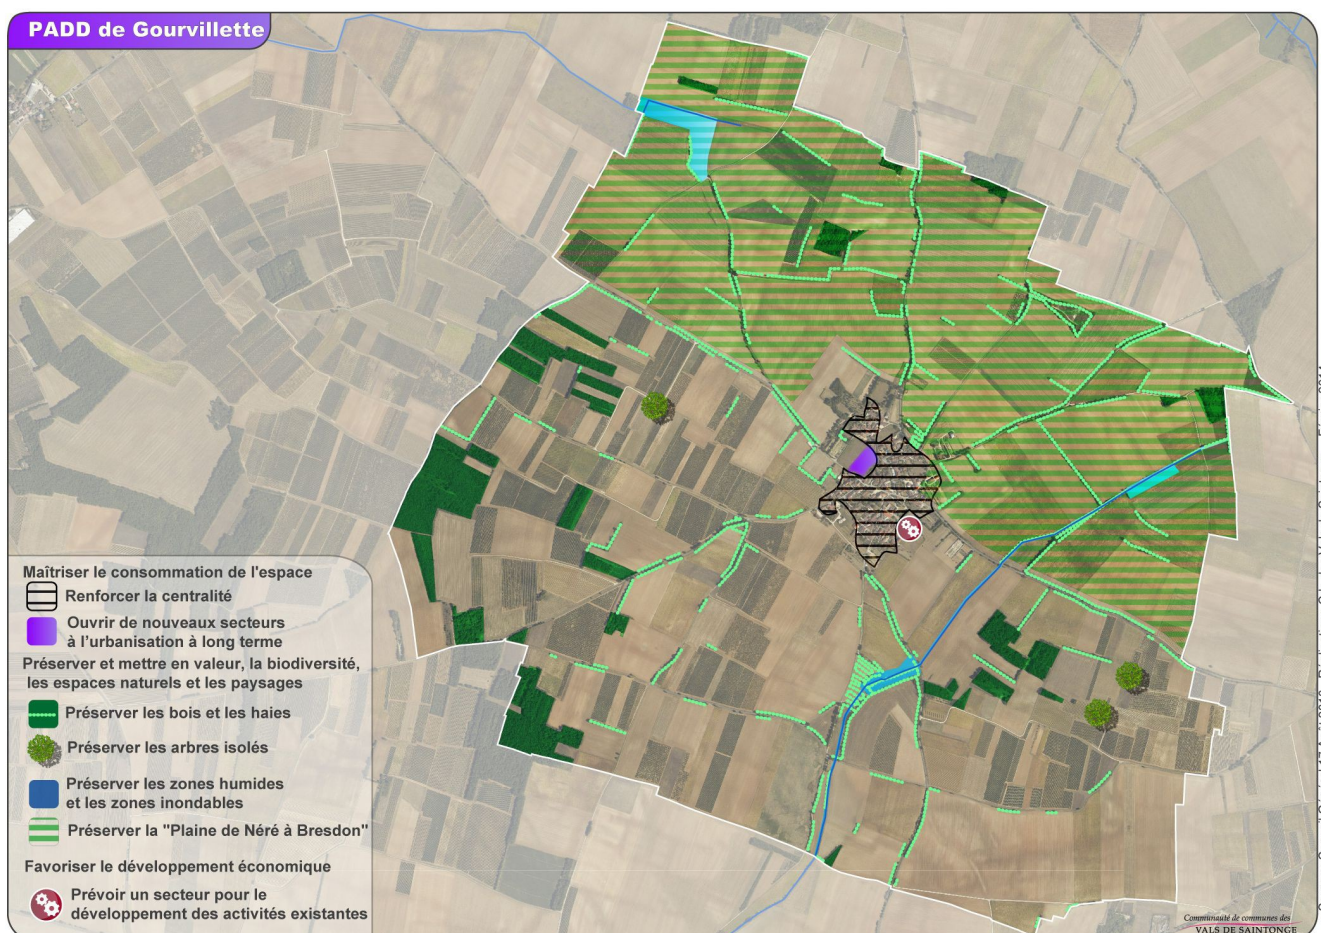 PADD de Gourvillette
Maîtriser le consommation de l'espace
Renforcer la centralité
Ouvrir de nouveaux secteurs
à l'urbanisation à long terme
Préserver et mettre en valeur, la biodiversité,
les espaces naturels et les paysages
Préserver les bois et les haies
Préserver les arbres isolés
Préserver les zones humides
et les zones inondables
Préserver la "Plaine de Néré à Bresdon"
Favoriser le développement économique
Prévoir un secteur pour le
développement des activités existantes
Communauté de communes des
VALS DE SAINTONGE